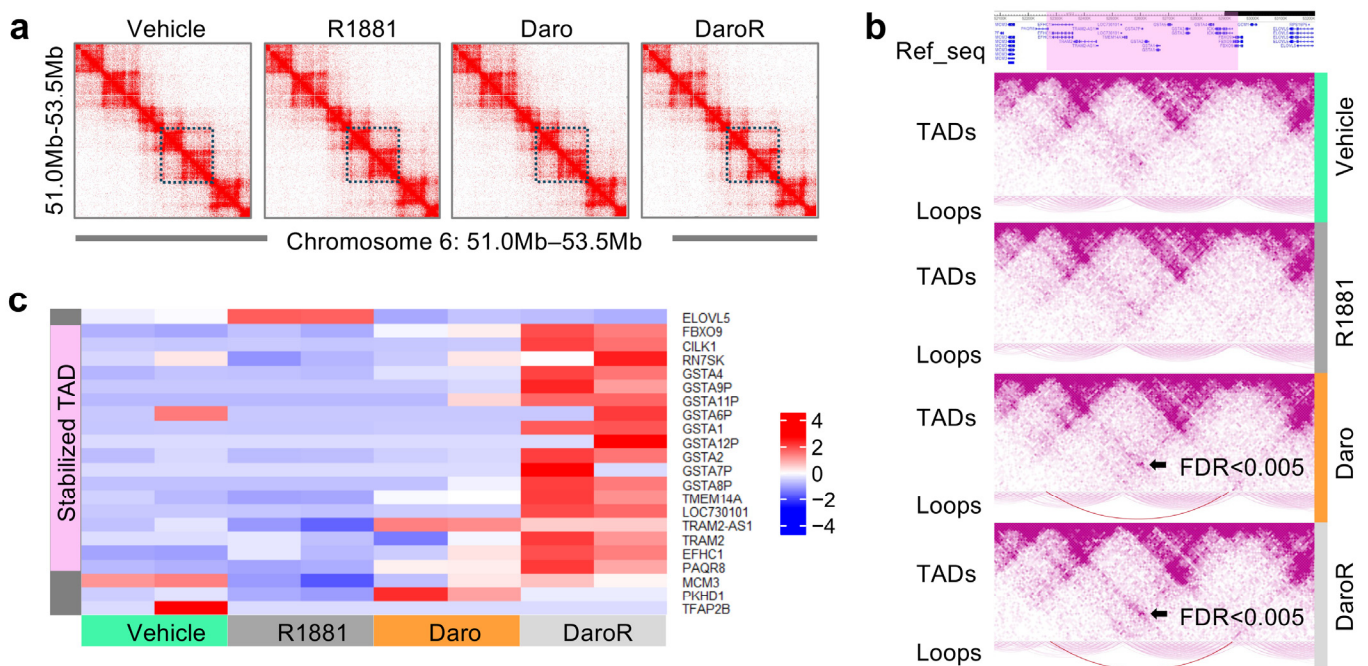 a
Vehicle
R1881
Daro
DaroR
51.0Mb-53.5Mb
Chromosome 6: 51.0Mb–53.5Mb
b
Ref_seq
TADs
Loops
Vehicle
TADs
Loops
R1881
TADs
FDR<0.005
Loops
Daro
TADs
FDR<0.005
Loops
DaroR
c
Stabilized TAD
ELOVL5
FBXO9
CILK1
RN7SK
GSTA4
GSTA9P
GSTA11P
GSTA6P
GSTA1
GSTA12P
GSTA2
GSTA7P
GSTA8P
TMEM14A
LOC730101
TRAM2-AS1
TRAM2
EFHC1
PAQR8
MCM3
PKHD1
TFAP2B
4
2
0
−2
−4
Vehicle
R1881
Daro
DaroR